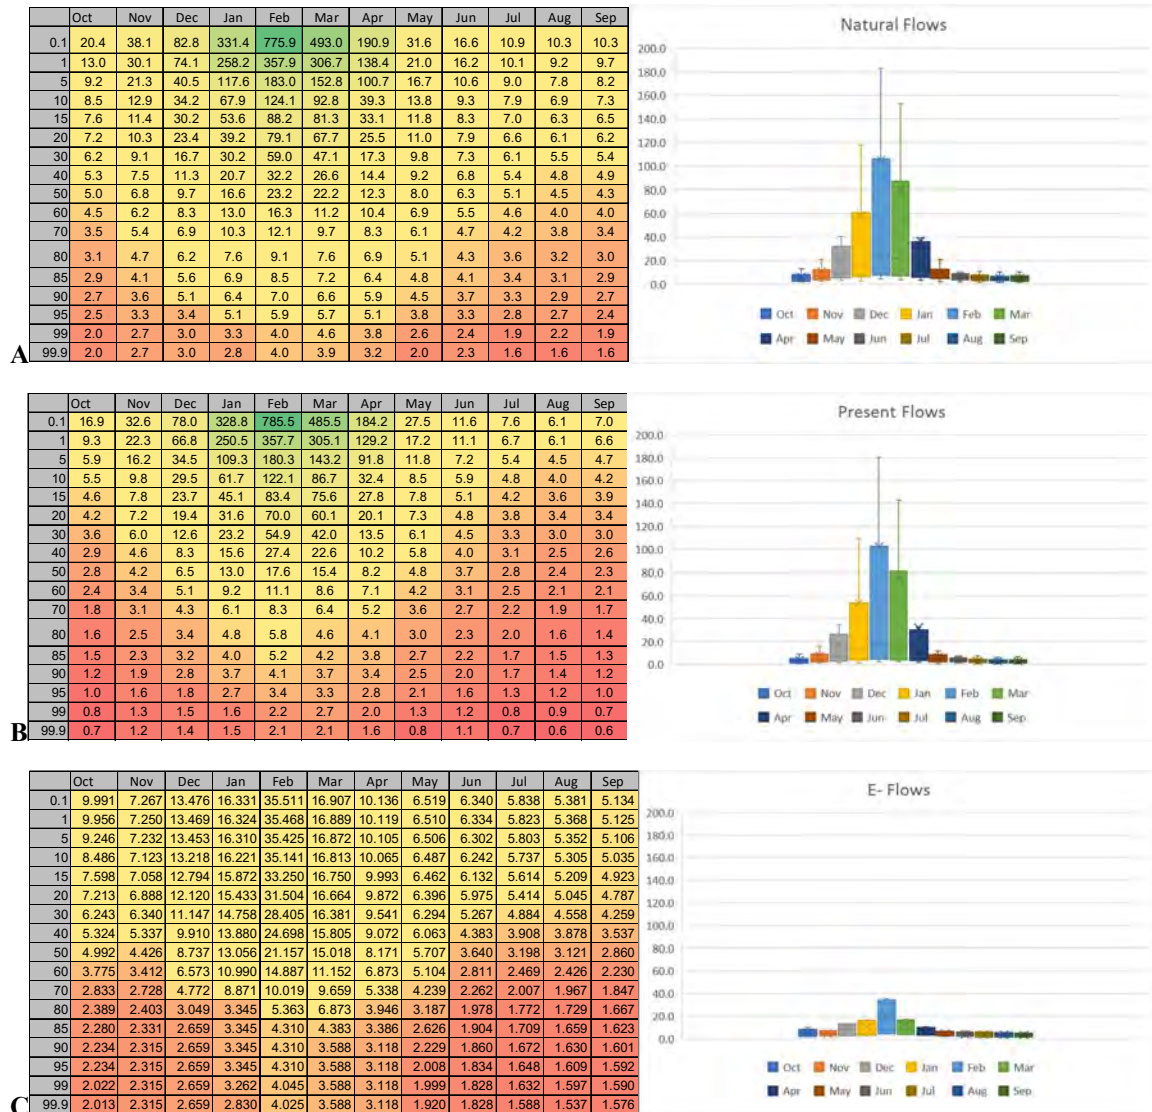 Oct Nov Dec Jan Feb Mar Apr May Jun Jul Aug Sep
0.1 20.4 38.1 82.8 331.4 775.9 493.0 190.9 31.6 16.6 10.9 10.3 10.3
1 13.0 30.1 74.1 258.2 357.9 306.7 138.4 21.0 16.2 10.1 9.2 9.7
5 9.2 21.3 40.5 117.6 183.0 152.8 100.7 16.7 10.6 9.0 7.8 8.2
10 8.5 12.9 34.2 67.9 124.1 92.8 39.3 13.8 9.3 7.9 6.9 7.3
15 7.6 11.4 30.2 53.6 88.2 81.3 33.1 11.8 8.3 7.0 6.3 6.5
20 7.2 10.3 23.4 39.2 79.1 67.7 25.5 11.0 7.9 6.6 6.1 6.2
30 6.2 9.1 16.7 30.2 59.0 47.1 17.3 9.8 7.3 6.1 5.5 5.4
40 5.3 7.5 11.3 20.7 32.2 26.6 14.4 9.2 6.8 5.4 4.8 4.9
50 5.0 6.8 9.7 16.6 23.2 22.2 12.3 8.0 6.3 5.1 4.5 4.3
60 4.5 6.2 8.3 13.0 16.3 11.2 10.4 6.9 5.5 4.6 4.0 4.0
70 3.5 5.4 6.9 10.3 12.1 9.7 8.3 6.1 4.7 4.2 3.8 3.4
80 3.1 4.7 6.2 7.6 9.1 7.6 6.9 5.1 4.3 3.6 3.2 3.0
85 2.9 4.1 5.6 6.9 8.5 7.2 6.4 4.8 4.1 3.4 3.1 2.9
90 2.7 3.6 5.1 6.4 7.0 6.6 5.9 4.5 3.7 3.3 2.9 2.7
95 2.5 3.3 3.4 5.1 5.9 5.7 5.1 3.8 3.3 2.8 2.7 2.4
99 2.0 2.7 3.0 3.3 4.0 4.6 3.8 2.6 2.4 1.9 2.2 1.9
99.9 2.0 2.7 3.0 2.8 4.0 3.9 3.2 2.0 2.3 1.6 1.6 1.6
A
Natural Flows
200.0
180.0
160.0
140.0
120.0
100.0
80.0
60.0
40.0
20.0
0.0
Oct Nov Dec Jan Feb Mar
Apr May Jun Jul Aug Sep
Oct Nov Dec Jan Feb Mar Apr May Jun Jul Aug Sep
0.1 16.9 32.6 78.0 328.8 785.5 485.5 184.2 27.5 11.6 7.6 6.1 7.0
1 9.3 22.3 66.8 250.5 357.7 305.1 129.2 17.2 11.1 6.7 6.1 6.6
5 5.9 16.2 34.5 109.3 180.3 143.2 91.8 11.8 7.2 5.4 4.5 4.7
10 5.5 9.8 29.5 61.7 122.1 86.7 32.4 8.5 5.9 4.8 4.0 4.2
15 4.6 7.8 23.7 45.1 83.4 75.6 27.8 7.8 5.1 4.2 3.6 3.9
20 4.2 7.2 19.4 31.6 70.0 60.1 20.1 7.3 4.8 3.8 3.4 3.4
30 3.6 6.0 12.6 23.2 54.9 42.0 13.5 6.1 4.5 3.3 3.0 3.0
40 2.9 4.6 8.3 15.6 27.4 22.6 10.2 5.8 4.0 3.1 2.5 2.6
50 2.8 4.2 6.5 13.0 17.6 15.4 8.2 4.8 3.7 2.8 2.4 2.3
60 2.4 3.4 5.1 9.2 11.1 8.6 7.1 4.2 3.1 2.5 2.1 2.1
70 1.8 3.1 4.3 6.1 8.3 6.4 5.2 3.6 2.7 2.2 1.9 1.7
80 1.6 2.5 3.4 4.8 5.8 4.6 4.1 3.0 2.3 2.0 1.6 1.4
85 1.5 2.3 3.2 4.0 5.2 4.2 3.8 2.7 2.2 1.7 1.5 1.3
90 1.2 1.9 2.8 3.7 4.1 3.7 3.4 2.5 2.0 1.7 1.4 1.2
95 1.0 1.6 1.8 2.7 3.4 3.3 2.8 2.1 1.6 1.3 1.2 1.0
99 0.8 1.3 1.5 1.6 2.2 2.7 2.0 1.3 1.2 0.8 0.9 0.7
99.9 0.7 1.2 1.4 1.5 2.1 2.1 1.6 0.8 1.1 0.7 0.6 0.6
B
Present Flows
200.0
180.0
160.0
140.0
120.0
100.0
80.0
60.0
40.0
20.0
0.0
Oct Nov Dec Jan Feb Mar
Apr May Jun Jul Aug Sep
Oct Nov Dec Jan Feb Mar Apr May Jun Jul Aug Sep
0.1 9.991 7.267 13.476 16.331 35.511 16.907 10.136 6.519 6.340 5.838 5.381 5.134
1 9.956 7.250 13.469 16.324 35.468 16.889 10.119 6.510 6.334 5.823 5.368 5.125
5 9.246 7.232 13.453 16.310 35.425 16.872 10.105 6.506 6.302 5.803 5.352 5.106
10 8.486 7.123 13.218 16.221 35.141 16.813 10.065 6.487 6.242 5.737 5.305 5.035
15 7.598 7.058 12.794 15.872 33.250 16.750 9.993 6.462 6.132 5.614 5.209 4.923
20 7.213 6.888 12.120 15.433 31.504 16.664 9.872 6.396 5.975 5.414 5.045 4.787
30 6.243 6.340 11.147 14.758 28.405 16.381 9.541 6.294 5.267 4.884 4.558 4.259
40 5.324 5.337 9.910 13.880 24.698 15.805 9.072 6.063 4.383 3.908 3.878 3.537
50 4.992 4.426 8.737 13.056 21.157 15.018 8.171 5.707 3.640 3.198 3.121 2.860
60 3.775 3.412 6.573 10.990 14.887 11.152 6.873 5.104 2.811 2.469 2.426 2.230
70 2.833 2.728 4.772 8.871 10.019 9.659 5.338 4.239 2.262 2.007 1.967 1.847
80 2.389 2.403 3.049 3.345 5.363 6.873 3.946 3.187 1.978 1.772 1.729 1.667
85 2.280 2.331 2.659 3.345 4.310 4.383 3.386 2.626 1.904 1.709 1.659 1.623
90 2.234 2.315 2.659 3.345 4.310 3.588 3.118 2.229 1.860 1.672 1.630 1.601
95 2.234 2.315 2.659 3.345 4.310 3.588 3.118 2.008 1.834 1.648 1.609 1.592
99 2.022 2.315 2.659 3.262 4.045 3.588 3.118 1.999 1.828 1.632 1.597 1.590
99.9 2.013 2.315 2.659 2.830 4.025 3.588 3.118 1.920 1.828 1.588 1.537 1.576
C
E- Flows
200.0
180.0
160.0
140.0
120.0
100.0
80.0
60.0
40.0
20.0
0.0
Oct Nov Dec Jan Feb Mar
Apr May Jun Jul Aug Sep